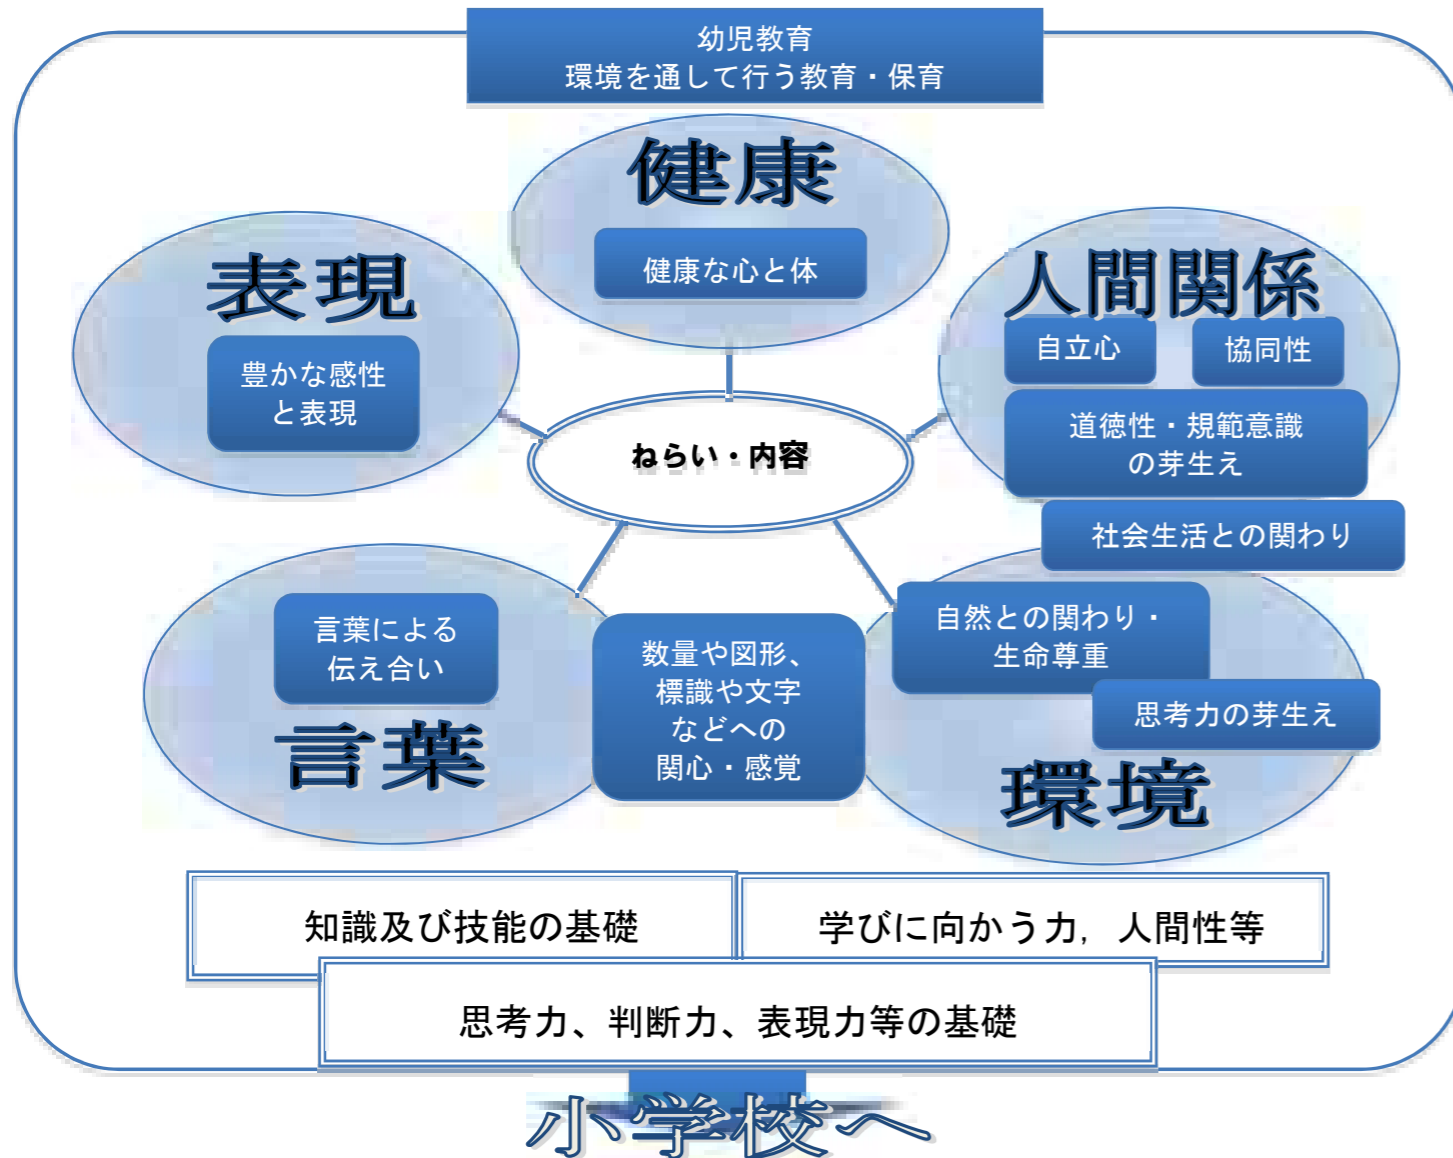 幼児教育
環境を通して行う教育・保育
健康
健康な心と体
表現
豊かな感性
と表現
人間関係
自立心
協同性
道徳性・規範意識
の芽生え
社会生活との関わり
ねらい・内容
言葉による
伝え合い
言葉
数量や図形、
標識や文字
などへの
関心・感覚
自然との関わり・
生命尊重
思考力の芽生え
環境
知識及び技能の基礎
学びに向かう力，人間性等
思考力、判断力、表現力等の基礎
小学校へ